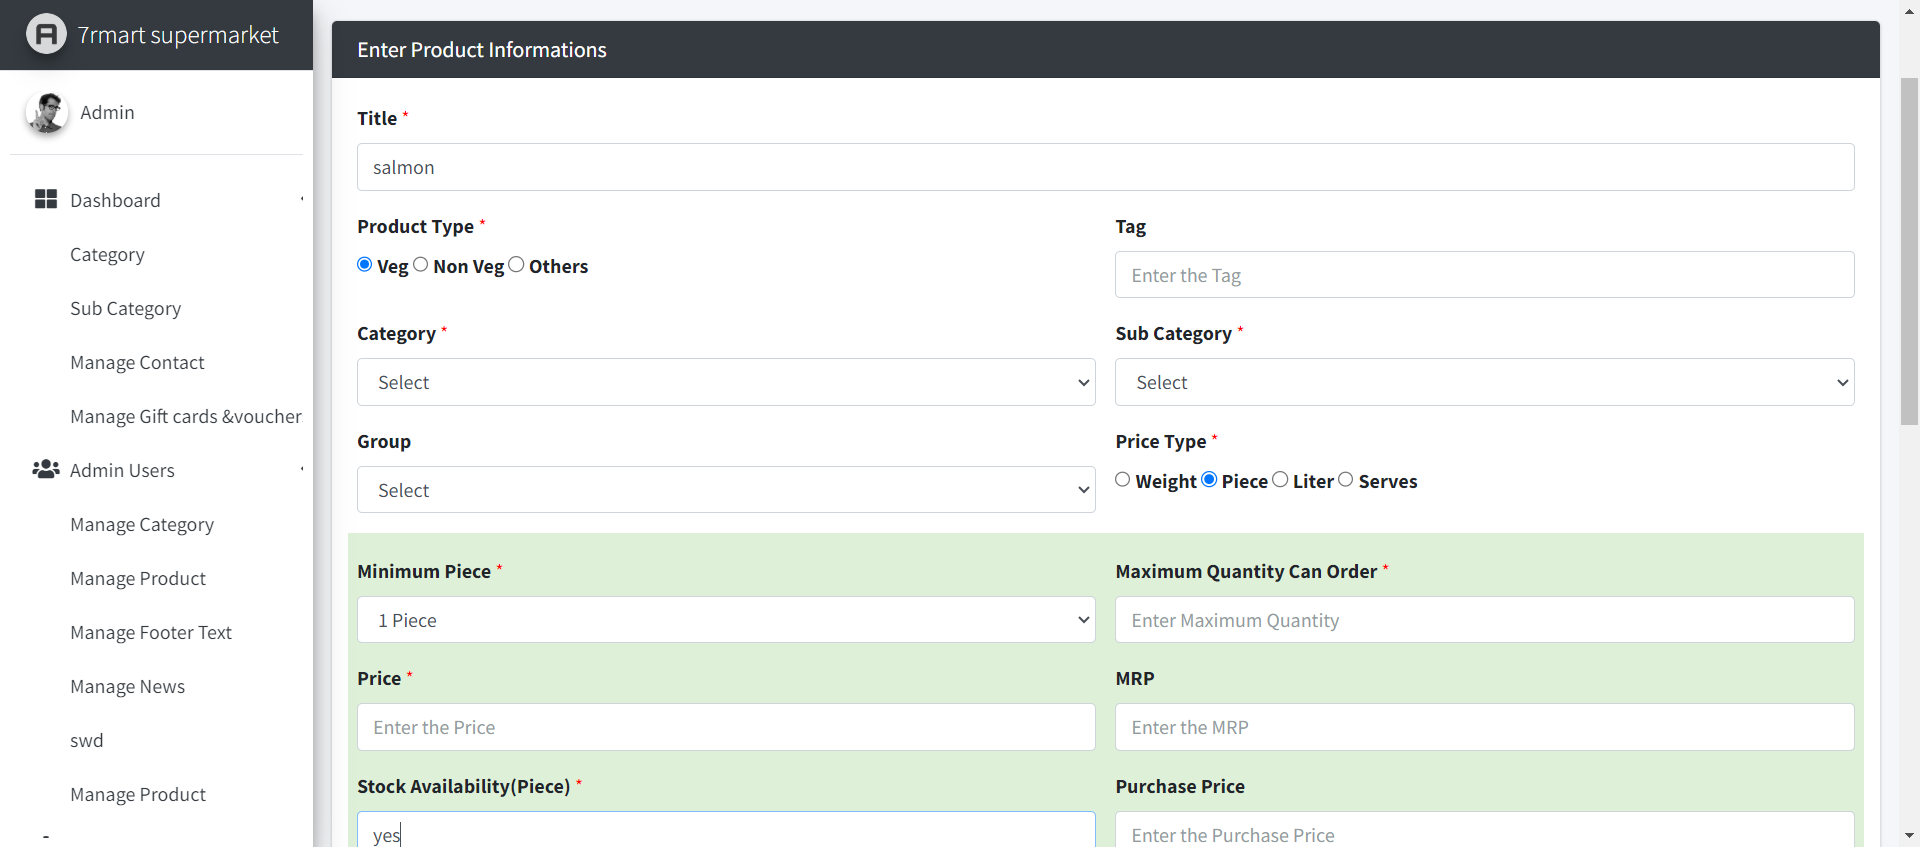 7rmart supermarket
Admin
Dashboard
Category
Sub Category
Manage Contact
Manage Gift cards &voucher
Admin Users
Manage Category
Manage Product
Manage Footer Text
Manage News
swd
Manage Product
Enter Product Informations
Title *
salmon
Product Type *
Veg Non Veg Others
Tag
Enter the Tag
Category *
Select
Sub Category *
Select
Group
Select
Price Type *
Weight Piece Liter Serves
Minimum Piece *
1 Piece
Maximum Quantity Can Order *
Enter Maximum Quantity
Price *
Enter the Price
MRP
Enter the MRP
Stock Availability(Piece) *
yes
Purchase Price
Enter the Purchase Price